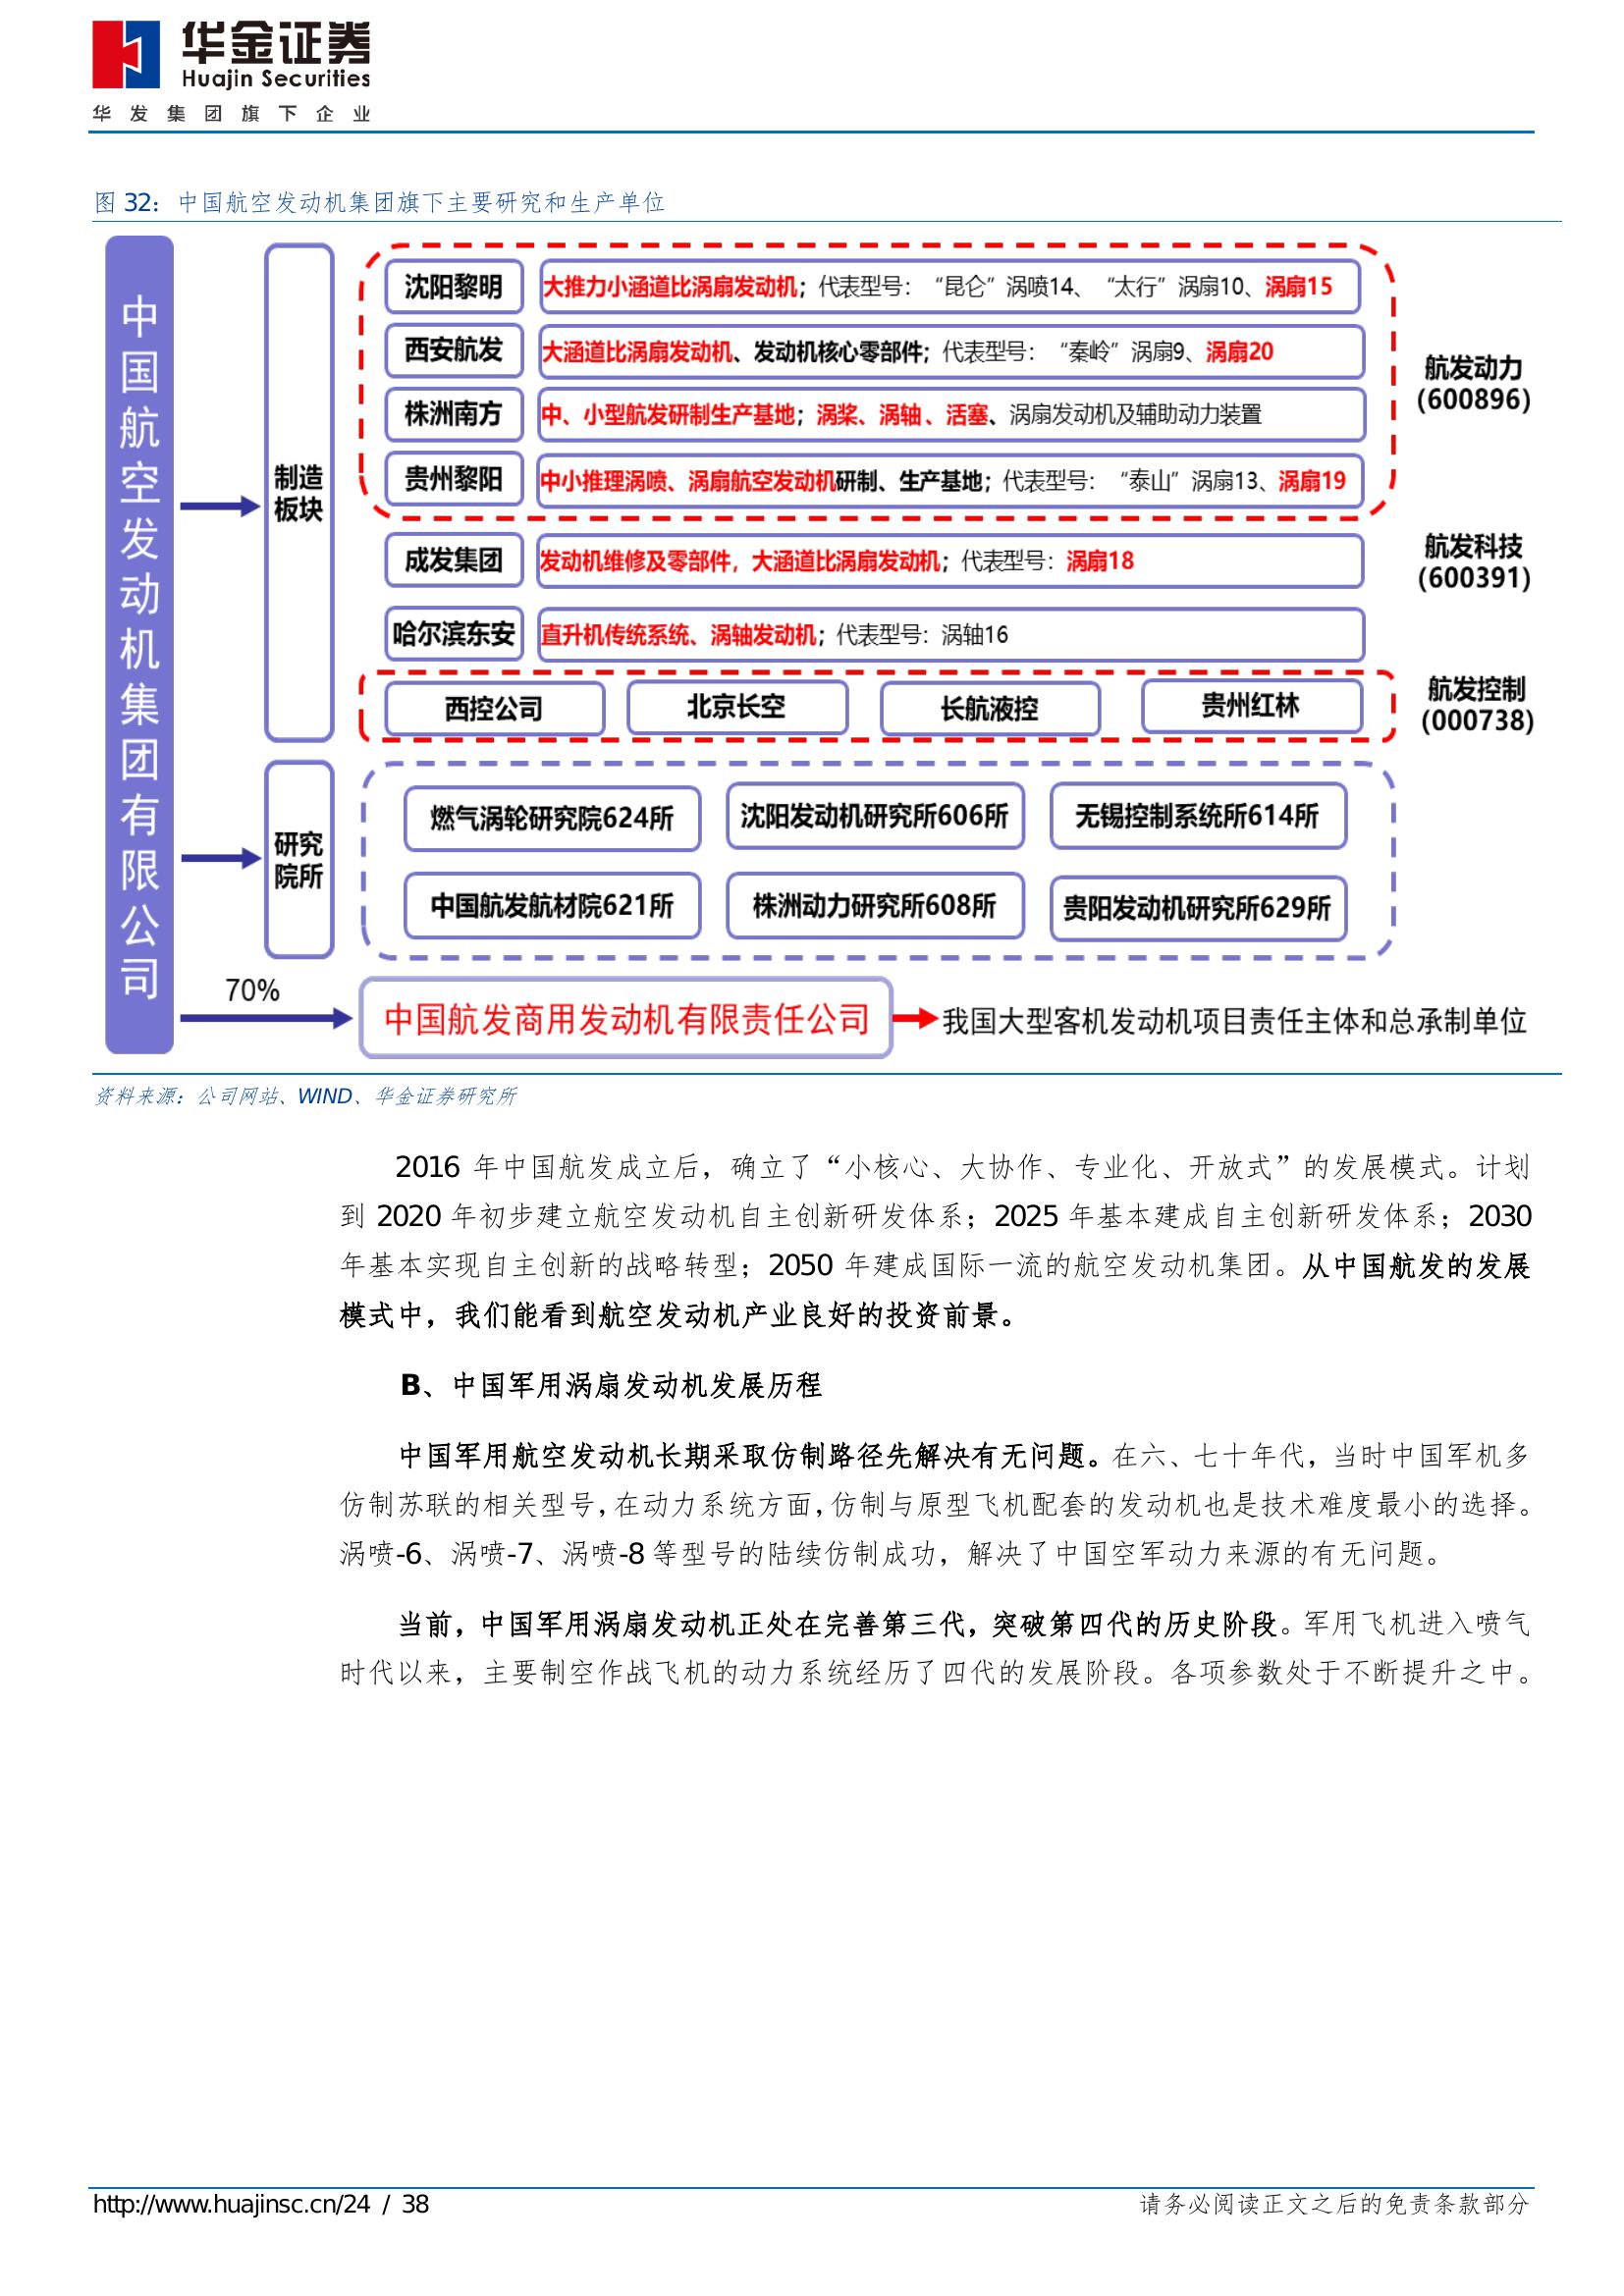 华金证券
Huajin Securities
华发集团旗下企业
图 32：中国航空发动机集团旗下主要研究和生产单位
中国航空发动机集团有限公司
制造
板块
沈阳黎明
大推力小涵道比涡扇发动机；代表型号：“昆仑”涡喷14、“太行”涡扇10、涡扇15
西安航发
大涵道比涡扇发动机、发动机核心零部件；代表型号：“秦岭”涡扇9、涡扇20
株洲南方
中、小型航发研制生产基地；涡桨、涡轴、活塞、涡扇发动机及辅助动力装置
贵州黎阳
中小推理涡喷、涡扇航空发动机研制、生产基地；代表型号：“泰山”涡扇13、涡扇19
航发动力
(600896)
成发集团
发动机维修及零部件，大涵道比涡扇发动机；代表型号：涡扇18
航发科技
(600391)
哈尔滨东安
直升机传统系统、涡轴发动机；代表型号：涡轴16
西控公司
北京长空
长航液控
贵州红林
航发控制
(000738)
研究
院所
燃气涡轮研究院624所
沈阳发动机研究所606所
无锡控制系统所614所
中国航发航材院621所
株洲动力研究所608所
贵阳发动机研究所629所
70%
中国航发商用发动机有限责任公司
我国大型客机发动机项目责任主体和总承制单位
资料来源：公司网站、WIND、华金证券研究所
2016 年中国航发成立后，确立了“小核心、大协作、专业化、开放式”的发展模式。计划
到 2020 年初步建立航空发动机自主创新研发体系；2025 年基本建成自主创新研发体系；2030
年基本实现自主创新的战略转型；2050 年建成国际一流的航空发动机集团。从中国航发的发展
模式中，我们能看到航空发动机产业良好的投资前景。
B、中国军用涡扇发动机发展历程
中国军用航空发动机长期采取仿制路径先解决有无问题。在六、七十年代，当时中国军机多
仿制苏联的相关型号，在动力系统方面，仿制与原型飞机配套的发动机也是技术难度最小的选择。
涡喷-6、涡喷-7、涡喷-8 等型号的陆续仿制成功，解决了中国空军动力来源的有无问题。
当前，中国军用涡扇发动机正处在完善第三代，突破第四代的历史阶段。军用飞机进入喷气
时代以来，主要制空作战飞机的动力系统经历了四代的发展阶段。各项参数处于不断提升之中。
http://www.huajinsc.cn/24 / 38
请务必阅读正文之后的免责条款部分